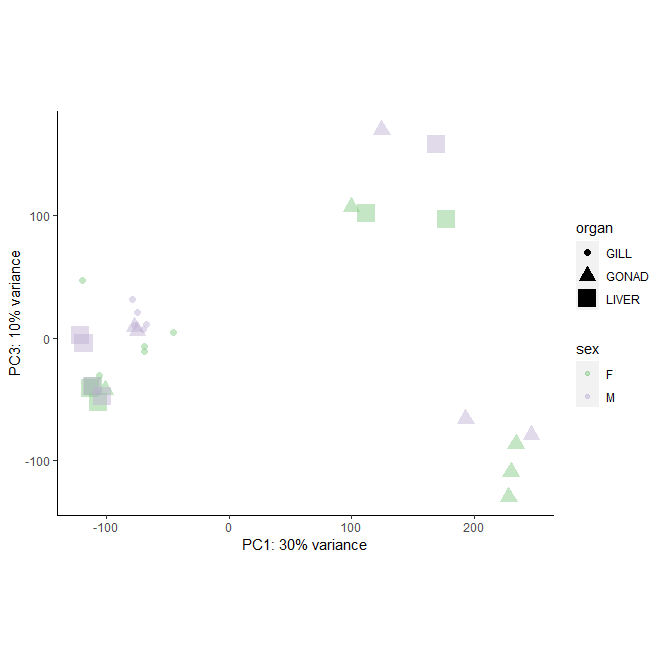 PC3: 10% variance
100
0
-100
-100
0
100
200
PC1: 30% variance
organ
GILL
GONAD
LIVER
sex
F
M